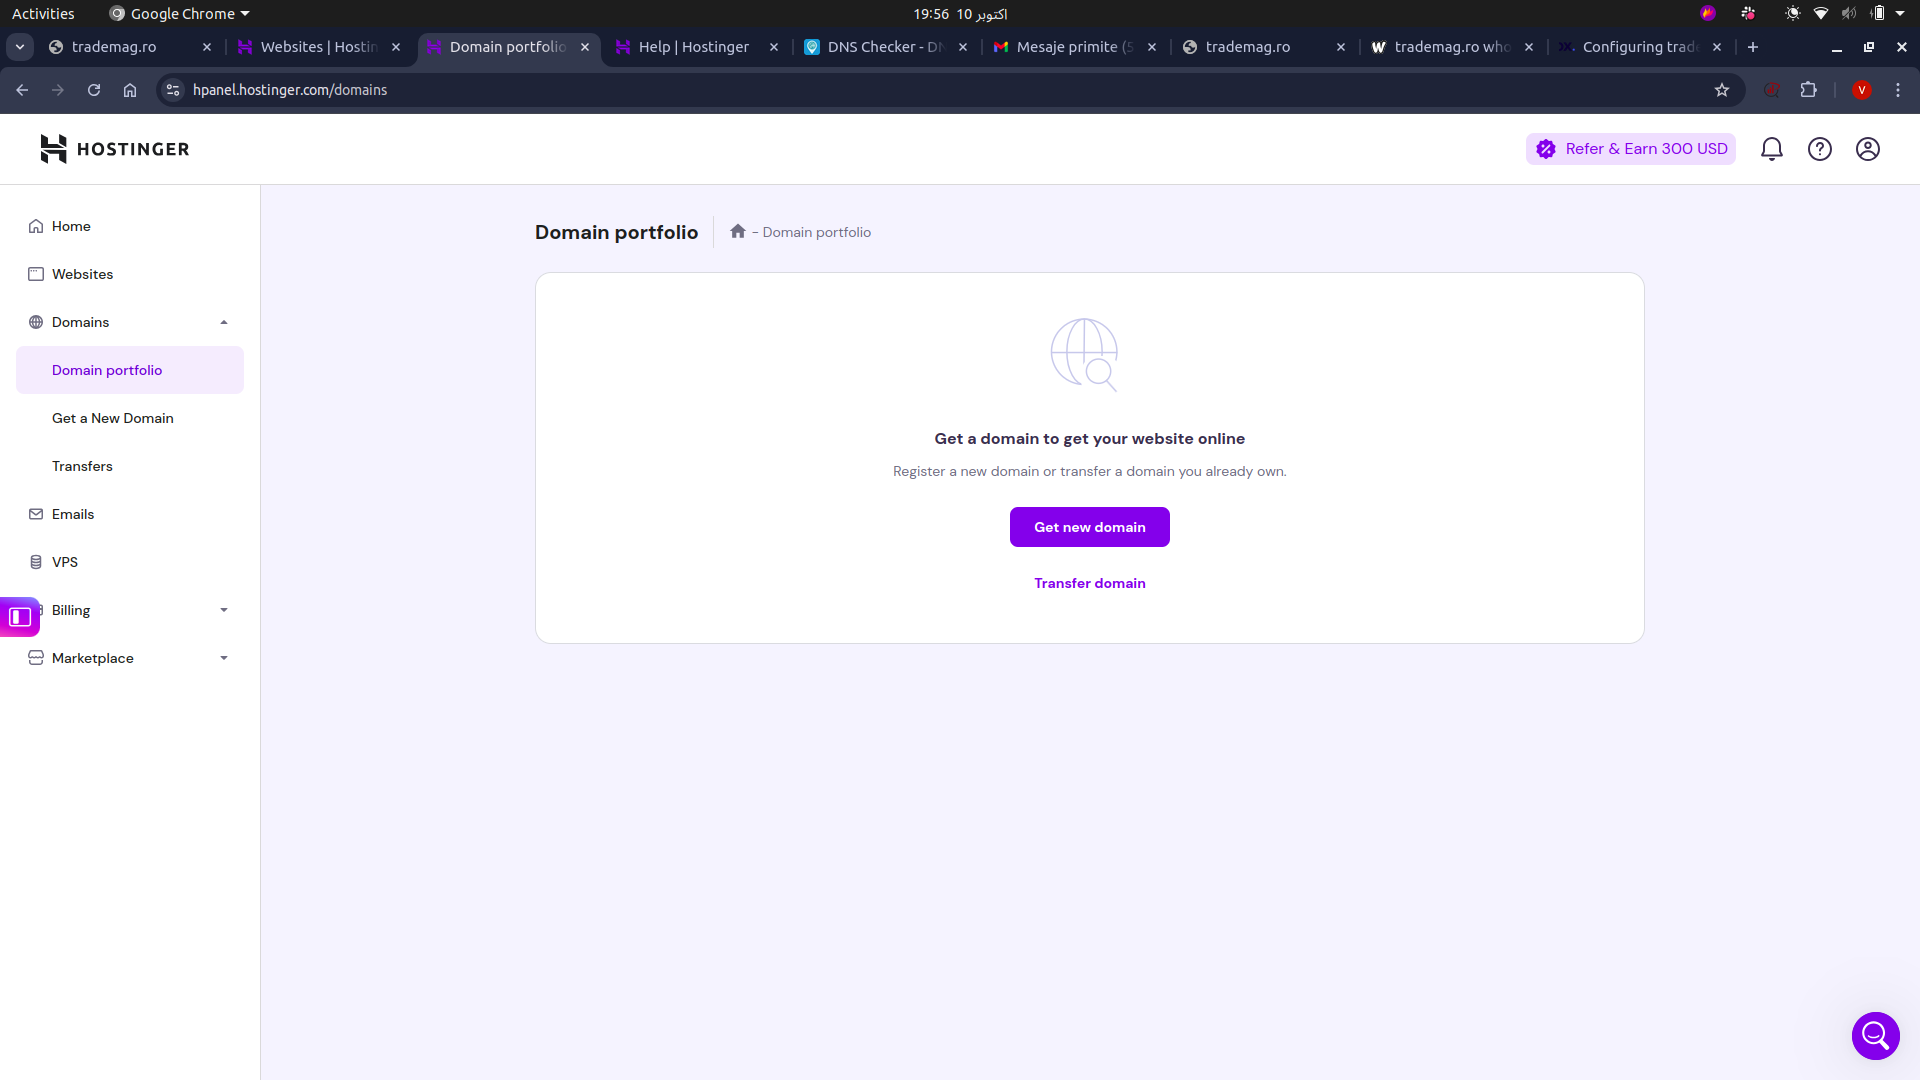 Activities
Google Chrome
19:56  10 اکتوبر
trademag.ro
Websites | Hostin
Domain portfolio
Help | Hostinger
DNS Checker - DN
Mesaje primite (5
trademag.ro
trademag.ro who
Configuring trade
hpanel.hostinger.com/domains
V
HOSTINGER
Refer & Earn 300 USD
Home
Websites
Domains
Domain portfolio
Get a New Domain
Transfers
Emails
VPS
Billing
Marketplace
Domain portfolio
- Domain portfolio
Get a domain to get your website online
Register a new domain or transfer a domain you already own.
Get new domain
Transfer domain